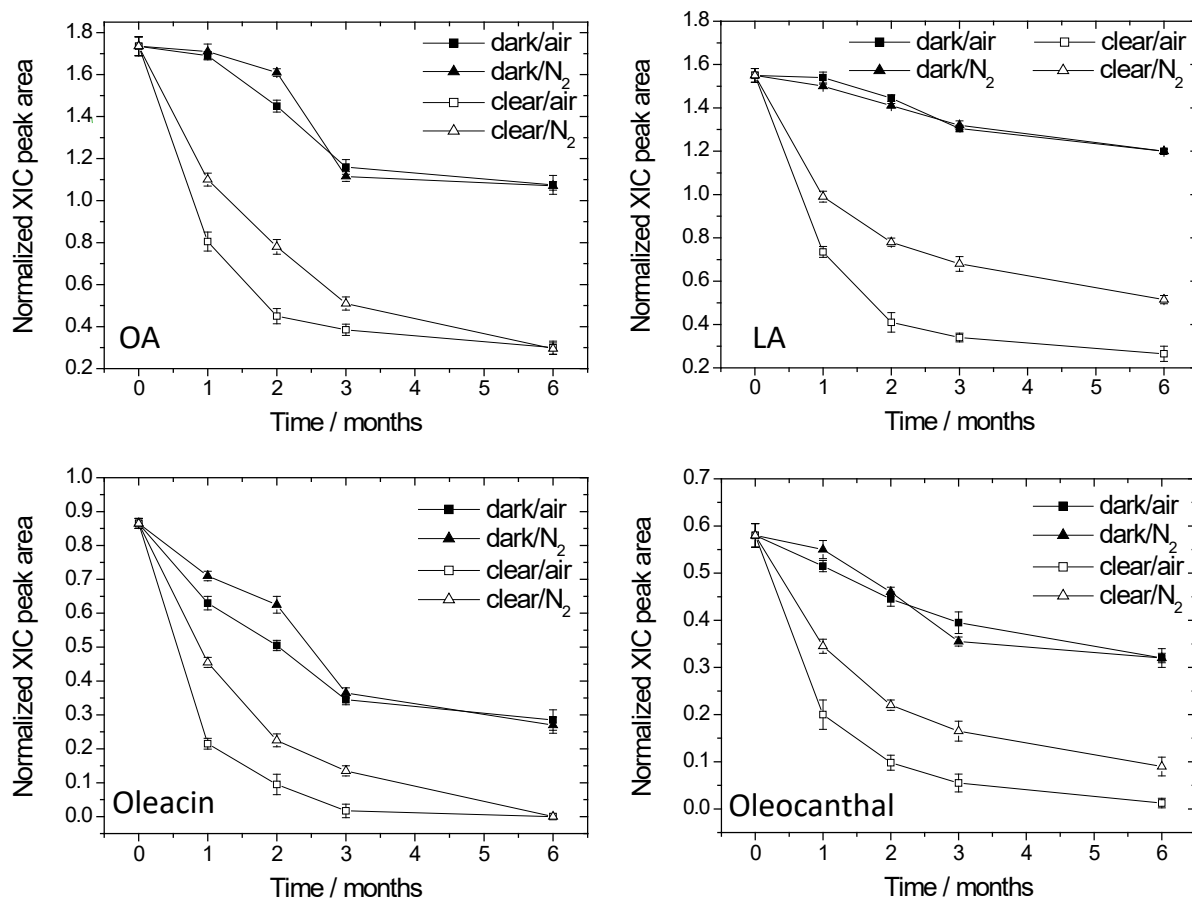 Normalized XIC peak area
1.8
1.6
1.4
1.2
1.0
0.8
0.6
0.4
0.2
dark/air
dark/N2
clear/air
clear/N2
OA
0 1 2 3 4 5 6
Time / months
Normalized XIC peak area
1.8
1.6
1.4
1.2
1.0
0.8
0.6
0.4
0.2
dark/air clear/air
dark/N2 clear/N2
LA
0 1 2 3 4 5 6
Time / months
Normalized XIC peak area
1.0
0.9
0.8
0.7
0.6
0.5
0.4
0.3
0.2
0.1
0.0
dark/air
dark/N2
clear/air
clear/N2
Oleacin
0 1 2 3 4 5 6
Time / months
Normalized XIC peak area
0.7
0.6
0.5
0.4
0.3
0.2
0.1
0.0
dark/air
dark/N2
clear/air
clear/N2
Oleocanthal
0 1 2 3 4 5 6
Time / months